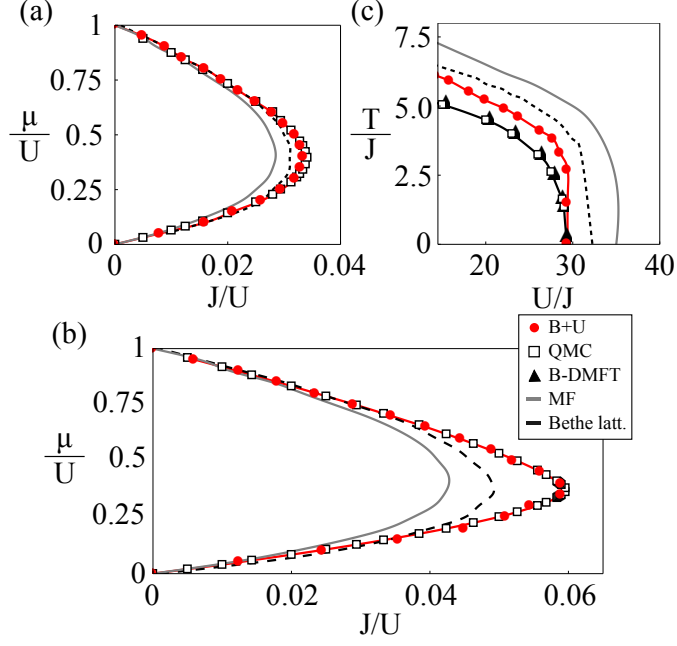 (a)
1
0.75
μ
U
0.5
0.25
0
0
0.02
0.04
J/U
(c)
7.5
T
J
5.0
2.5
0
20
30
40
U/J
B+U
QMC
B-DMFT
MF
Bethe latt.
(b)
1
0.75
μ
U
0.5
0.25
0
0
0.02
0.04
0.06
J/U